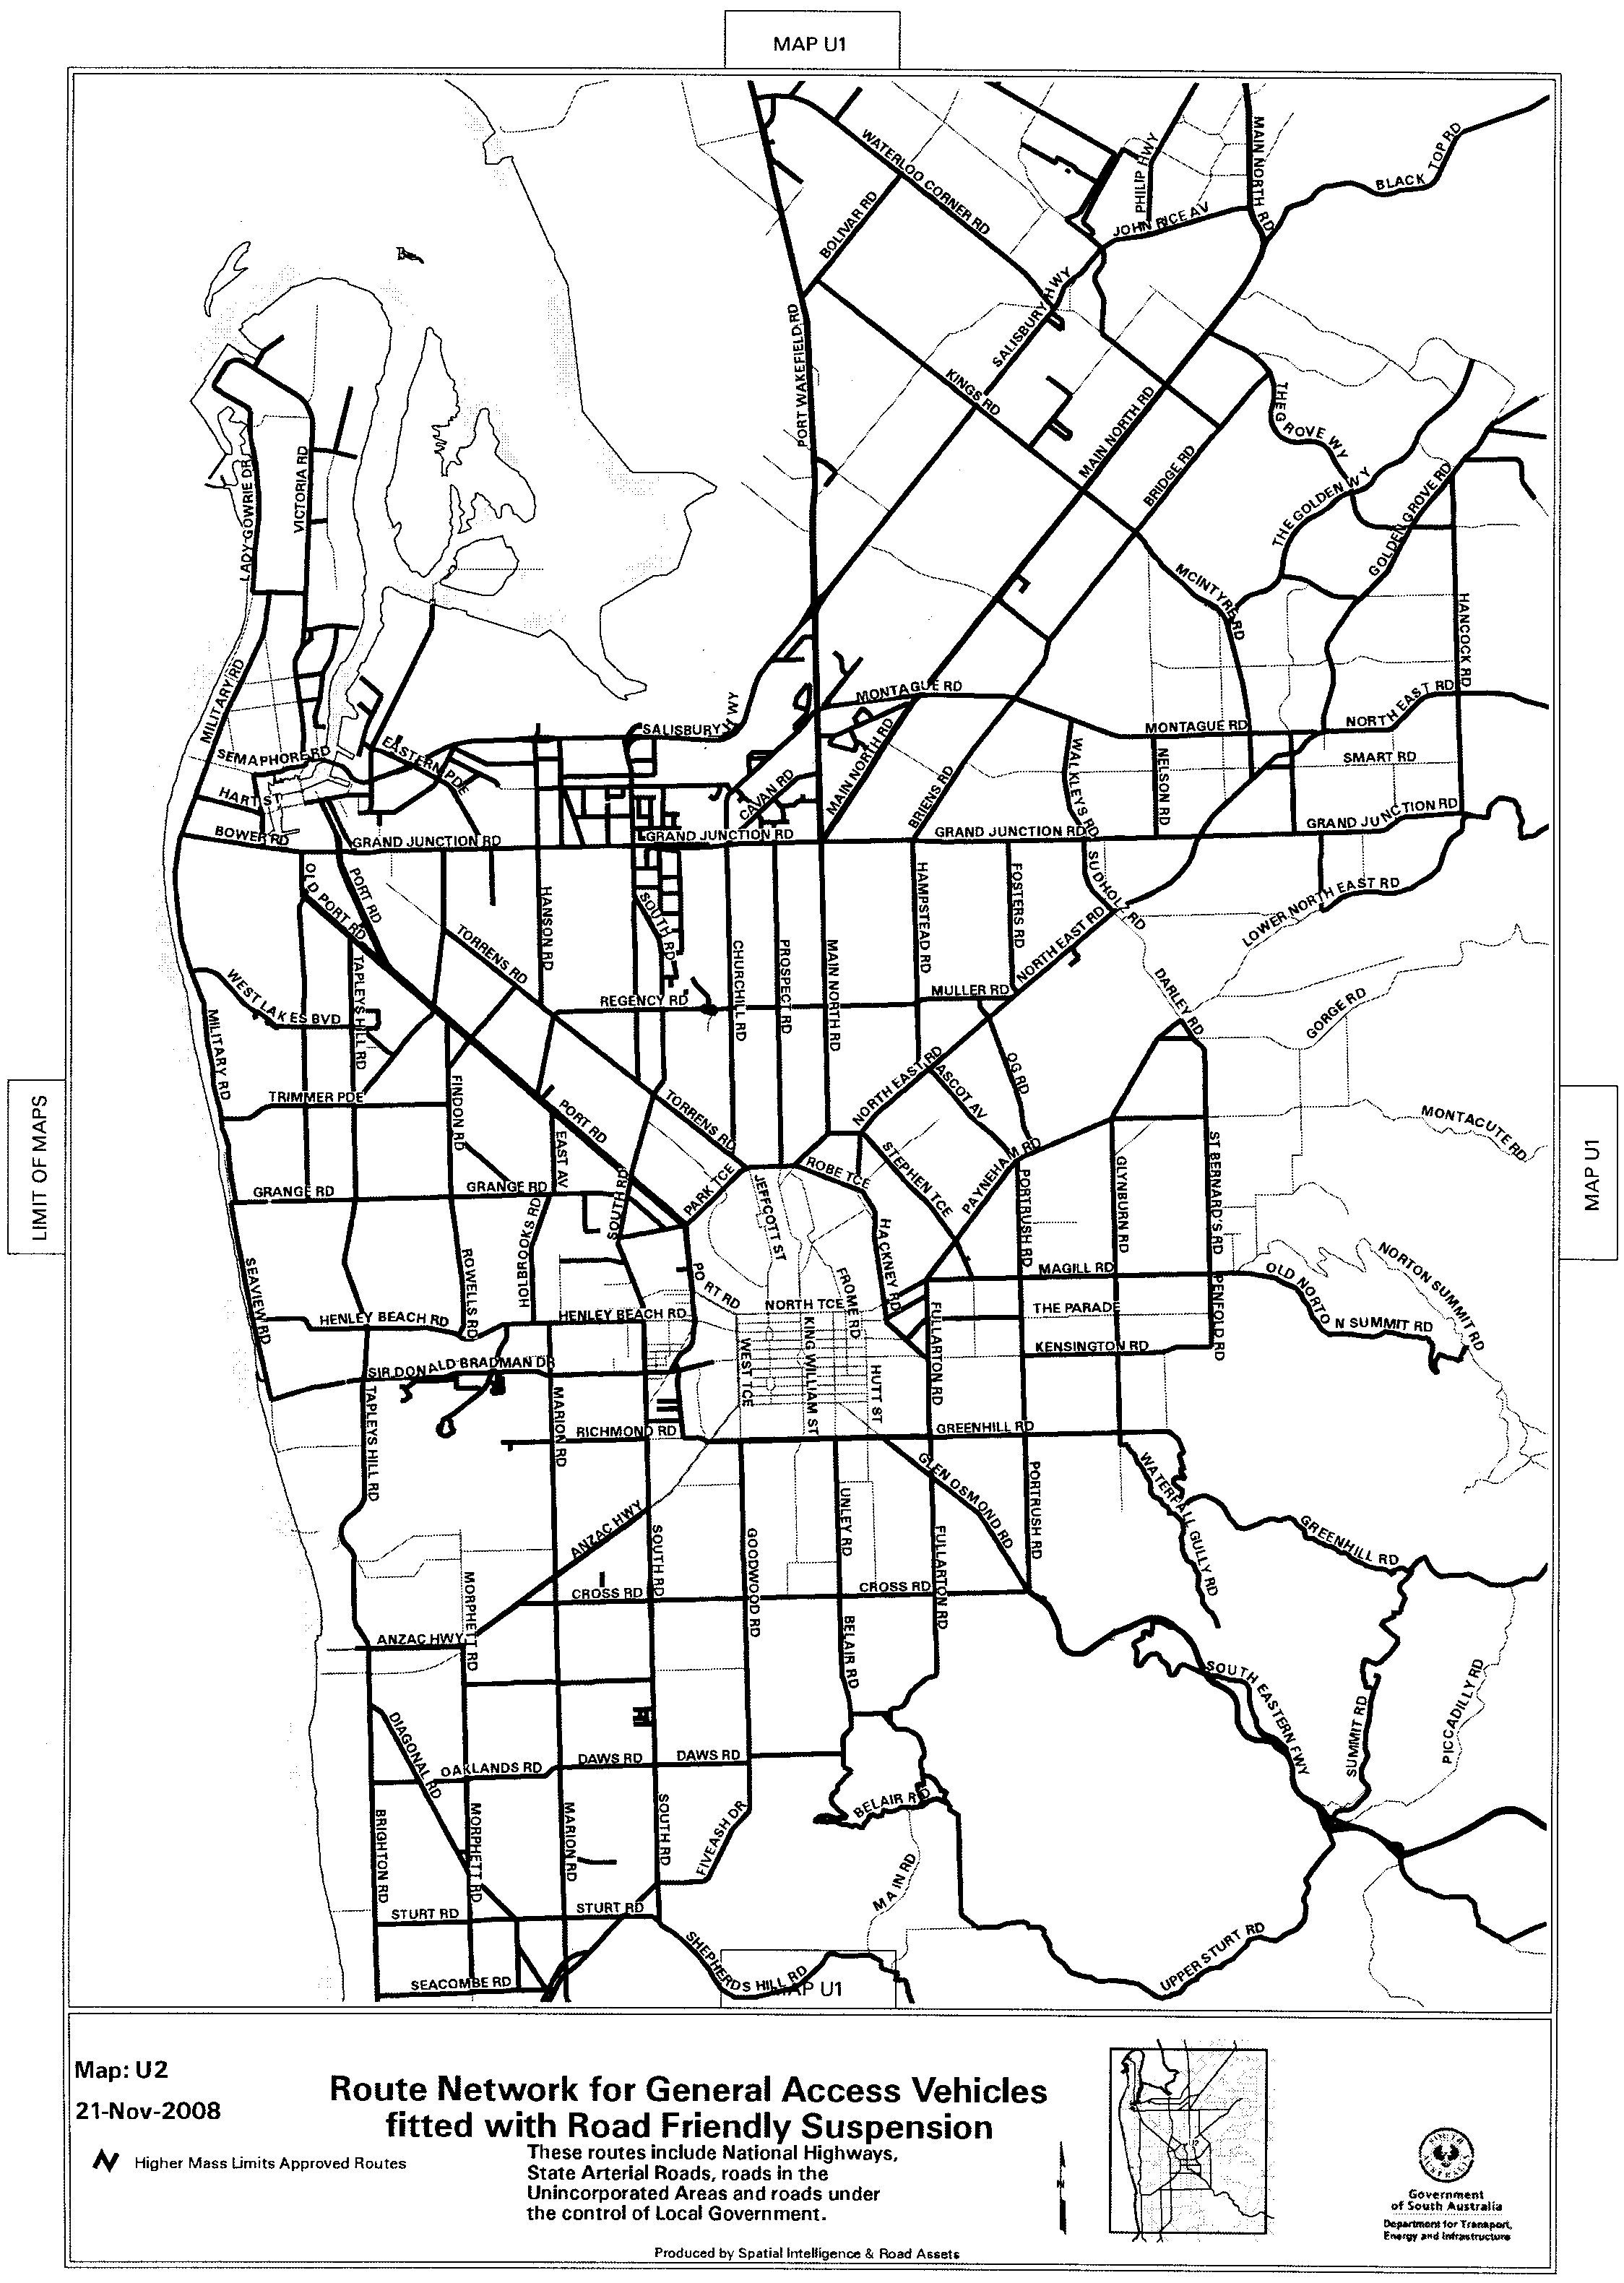 MAP U1
WATERLOO CORNER RD
PHILIP HWY
MAIN NORTH RD
BLACK TOP RD
BOLIVAR RD
JOHN RICE AV
PORT WAKEFIELD RD
SALISBURY HWY
KINGS RD
MAIN NORTH RD
BRIDGE RD
THE GROVE WY
THE GOLDEN WY
GOLDEN GROVE RD
LADY GOWRIE DR
VICTORIA RD
MCINTYRE RD
HANCOCK RD
MILITARY RD
MONTAGUE RD
SALISBURY HWY
MONTAGUE RD
NORTH EAST RD
SEMAPHORE RD
EASTERN PDE
MAIN NORTH RD
WALKLEYS RD
NELSON RD
SMART RD
HART ST
CAVAN RD
BRIENS RD
BOWER RD
GRAND JUNCTION RD
GRAND JUNCTION RD
GRAND JUNCTION RD
GRAND JUNCTION RD
OLD PORT RD
PORT RD
HANSON RD
SOUTH RD
HAMPSTEAD RD
FOSTERS RD
SUDHOLZ RD
LOWER NORTH EAST RD
TORRENS RD
CHURCHILL RD
PROSPECT RD
MAIN NORTH RD
NORTH EAST RD
WEST LAKES BVD
TAPLEYS HILL RD
REGENCY RD
MULLER RD
DARLEY RD
GORGE RD
MILITARY RD
TRIMMER PDE
FINDON RD
PORT RD
TORRENS RD
NORTH EAST RD
ASCOT AV
OG RD
MONTACUTE RD
EAST AV
STEPHEN TCE
PAYNEHAM RD
GRANGE RD
GRANGE RD
SOUTH RD
PARK TCE
ROBE TCE
JEFFCOTT ST
HACKNEY RD
PORTRUSH RD
GLYNBURN RD
ST BERNARD'S RD
SEAVIEW RD
ROWELLS RD
HOLBROOKS RD
PORT RD
FROME RD
MAGILL RD
OLD NORTON SUMMIT RD
NORTON SUMMIT RD
HENLEY BEACH RD
HENLEY BEACH RD
NORTH TCE
FULLARTON RD
THE PARADE
PENFOLD RD
KENSINGTON RD
SIR DONALD BRADMAN DR
WEST TCE
KING WILLIAM ST
HUTT ST
TAPLEYS HILL RD
MARION RD
RICHMOND RD
GREENHILL RD
GLEN OSMOND RD
PORTRUSH RD
WATERFALL GULLY RD
GREENHILL RD
ANZAC HWY
SOUTH RD
GOODWOOD RD
UNLEY RD
FULLARTON RD
MORPHETT RD
CROSS RD
CROSS RD
ANZAC HWY
BELAIR RD
SOUTH EASTERN FWY
SUMMIT RD
PICCADILLY RD
DIAGONAL RD
OAKLANDS RD
DAWS RD
DAWS RD
BELAIR RD
BRIGHTON RD
MORPHETT RD
MARION RD
SOUTH RD
FIVEASH DR
MAIN RD
STURT RD
STURT RD
SHEPHERDS HILL RD
UPPER STURT RD
SEACOMBE RD
MAP U1
LIMIT OF MAPS
MAP U1
Map: U2
21-Nov-2008
Higher Mass Limits Approved Routes
Route Network for General Access Vehicles
fitted with Road Friendly Suspension
These routes include National Highways,
State Arterial Roads, roads in the
Unincorporated Areas and roads under
the control of Local Government.
Produced by Spatial Intelligence & Road Assets
N
SOUTH
AUSTRALIA
Government
of South Australia
Department for Transport,
Energy and Infrastructure